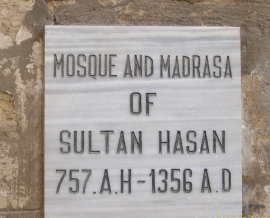 MOSQUE AND MADRASA
OF
SULTAN HASAN
757.A.H-1356 A.D